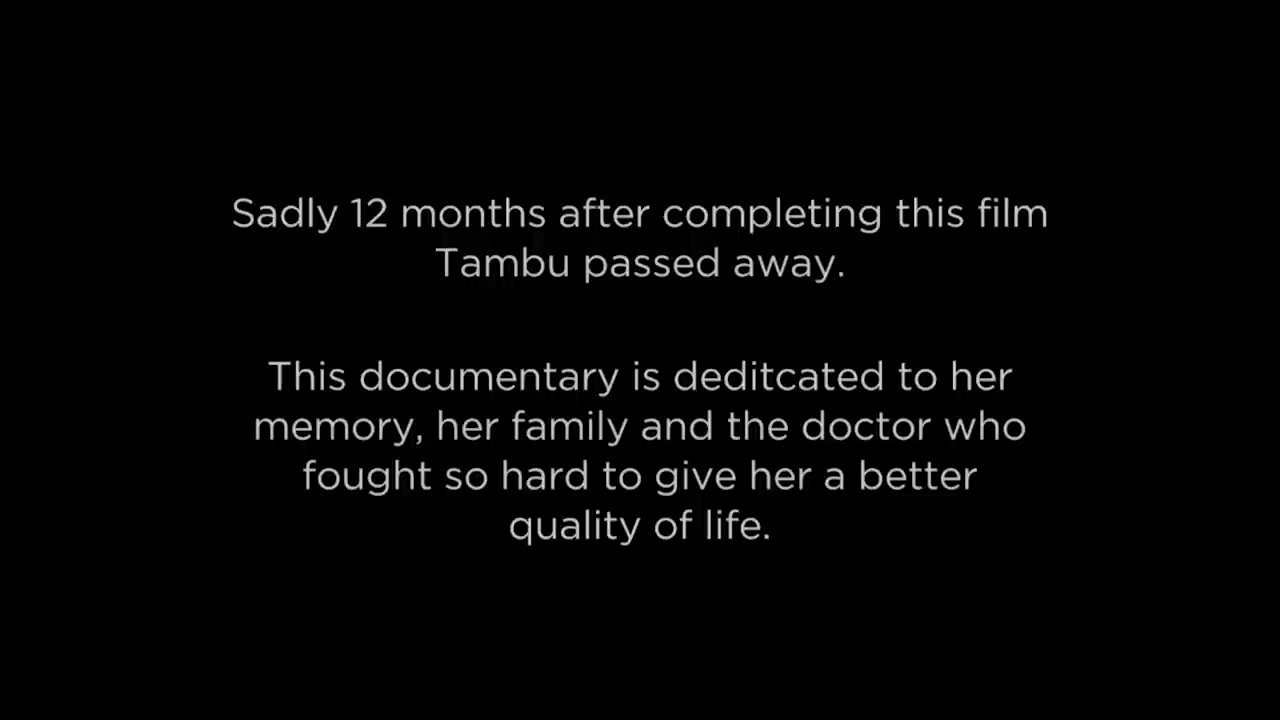 Sadly 12 months after completing this film
Tambu passed away.
This documentary is deditcated to her
memory, her family and the doctor who
fought so hard to give her a better
quality of life.